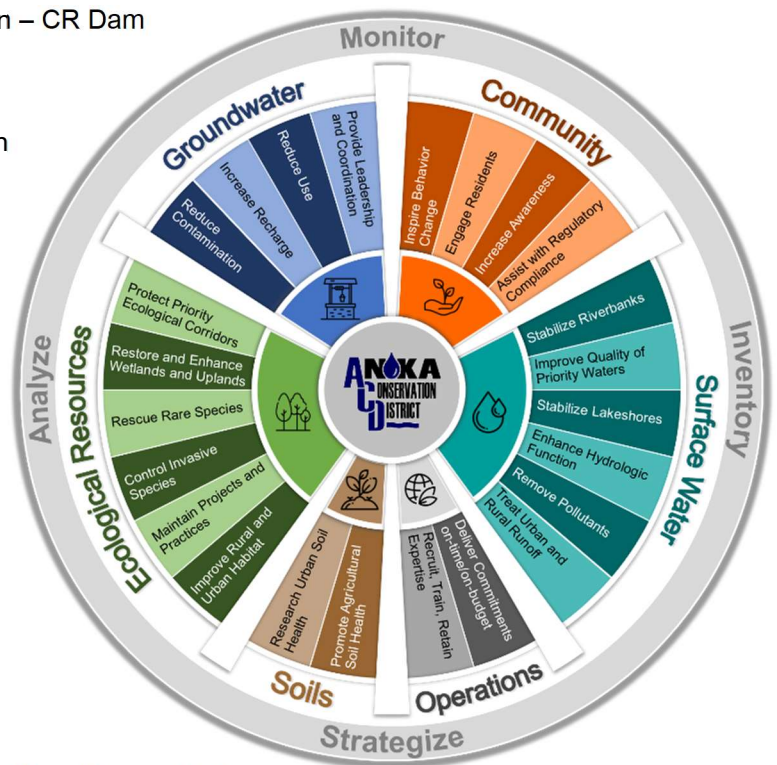 n – CR Dam
n
Monitor
Groundwater
Reduce
Contamination
Increase Recharge
Reduce Use
Provide Leadership
and Coordination
Community
Inspire Behavior
Change
Engage Residents
Increase Awareness
Assist with Regulatory
Compliance
Inventory
Surface Water
Stabilize Riverbanks
Improve Quality of
Priority Waters
Stabilize Lakeshores
Enhance Hydrologic
Function
Remove Pollutants
Treat Urban and
Rural Runoff
Operations
Deliver Commitments
on-time/on-budget
Recruit, Train, Retain
Expertise
Strategize
Soils
Promote Agricultural
Soil Health
Research Urban Soil
Health
Analyze
Ecological Resources
Protect Priority
Ecological Corridors
Restore and Enhance
Wetlands and Uplands
Rescue Rare Species
Control Invasive
Species
Maintain Projects and
Practices
Improve Rural and
Urban Habitat
ANOKA
CONSERVATION
DISTRICT